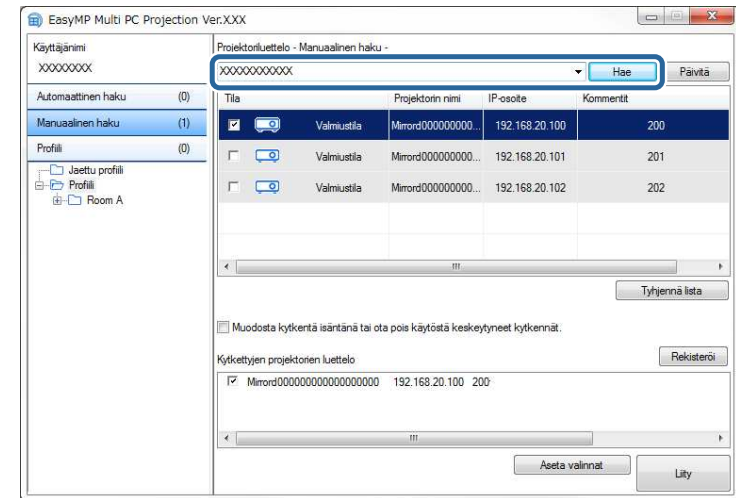 EasyMP Multi PC Projection Ver.X.XX
Käyttäjänimi
XXXXXXXX
Automaattinen haku (0)
Manuaalinen haku (1)
Profiili (0)
Jaettu profiili
Profiili
Room A
Projektoriluettelo - Manuaalinen haku -
XXXXXXXXXXX Hae Päivitä
Tila Projektorin nimi IP-osoite Kommentit
Valmiustila Mirrord000000000... 192.168.20.100 200
Valmiustila Mirrord000000000... 192.168.20.101 201
Valmiustila Mirrord000000000... 192.168.20.102 202
Tyhjennä lista
Muodosta kytkentä isäntänä tai ota pois käytöstä keskeytyneet kytkennät.
Kytkettyjen projektorien luettelo Rekisteröi
Mirrord000000000000000000 192.168.20.100 200
Aseta valinnat Liity